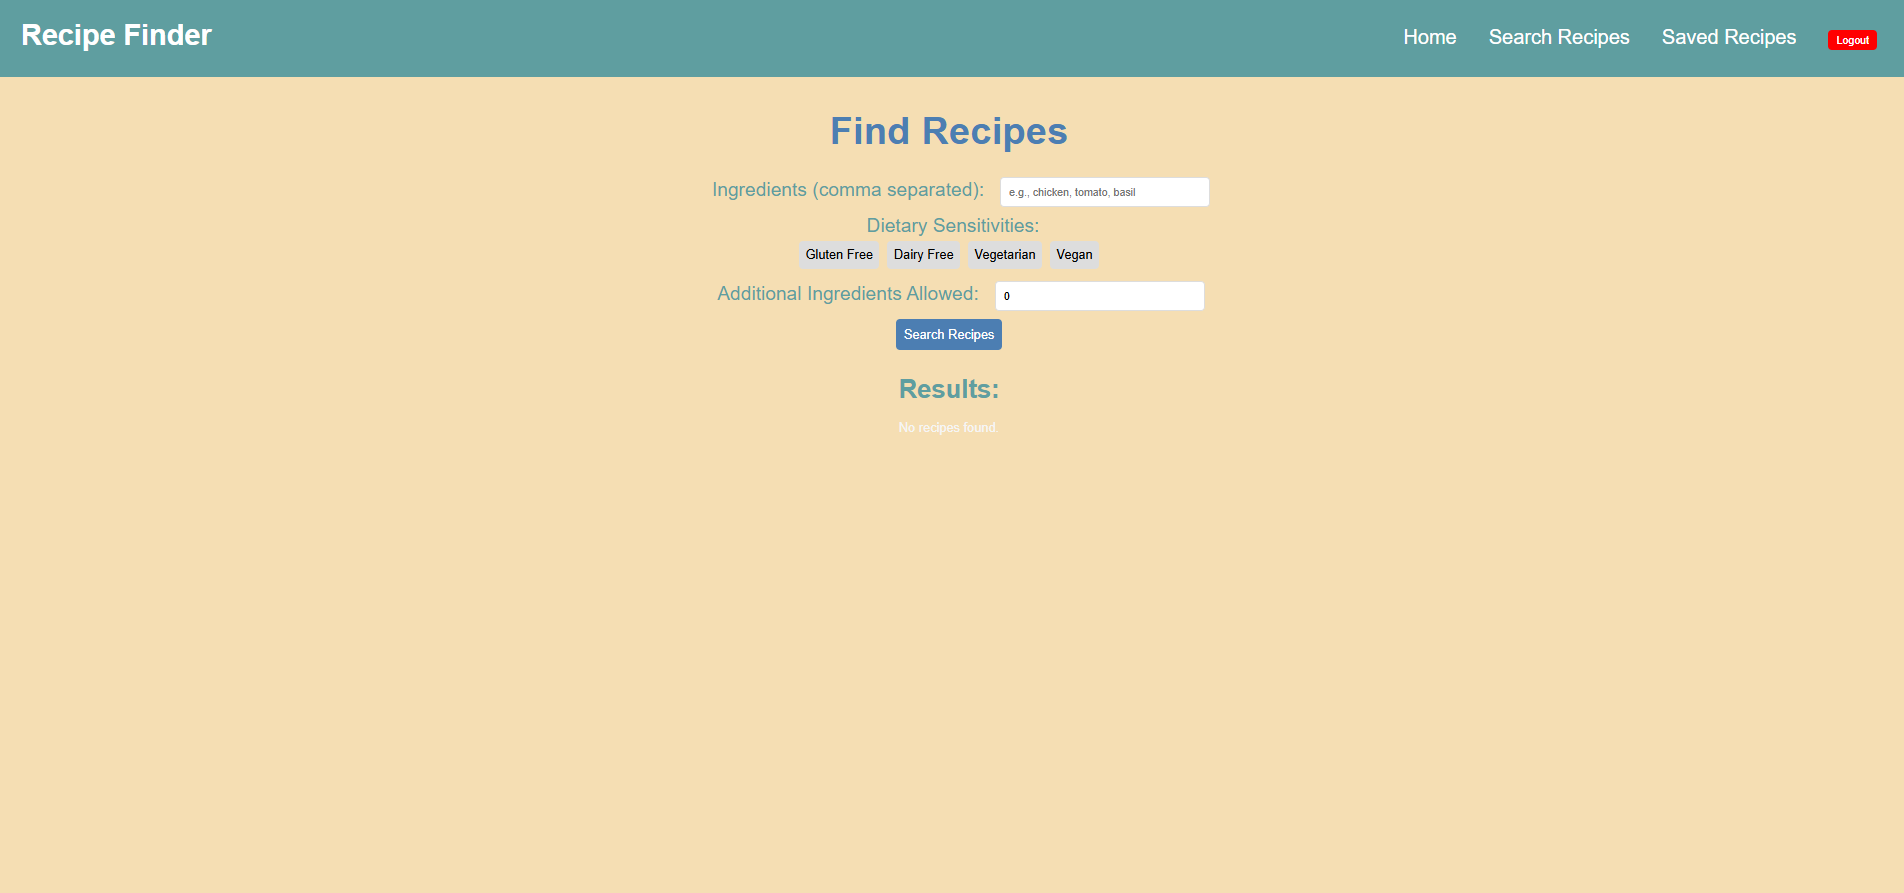 Recipe Finder
Home Search Recipes Saved Recipes Logout
Find Recipes
Ingredients (comma separated): e.g., chicken, tomato, basil
Dietary Sensitivities:
Gluten Free Dairy Free Vegetarian Vegan
Additional Ingredients Allowed: 0
Search Recipes
Results:
No recipes found.